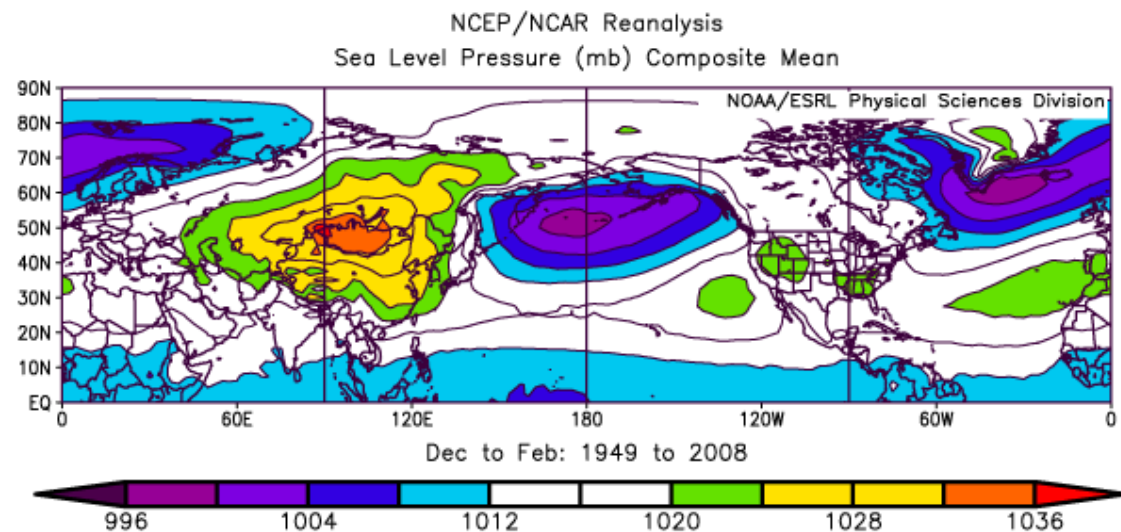 NCEP/NCAR Reanalysis
Sea Level Pressure (mb) Composite Mean
90N
NOAA/ESRL Physical Sciences Division
80N
70N
60N
50N
40N
30N
20N
10N
EQ
0 60E 120E 180 120W 60W 0
Dec to Feb: 1949 to 2008
996 1004 1012 1020 1028 1036